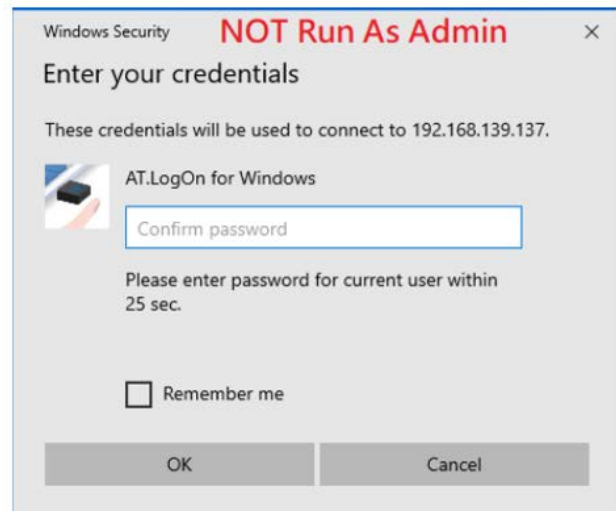 Windows Security NOT Run As Admin
Enter your credentials
These credentials will be used to connect to 192.168.139.137.
AT.LogOn for Windows
Confirm password
Please enter password for current user within
25 sec.
Remember me
OK Cancel